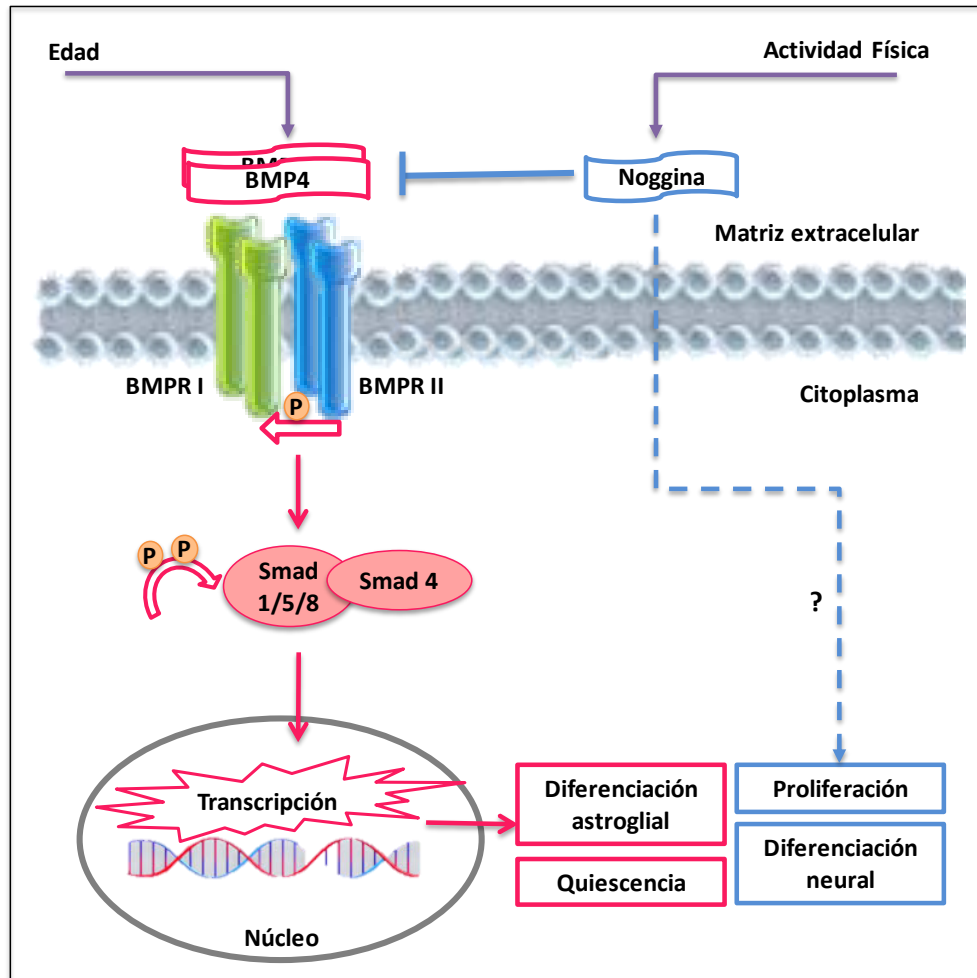 Edad
Actividad Física
BMP4
Noggina
Matriz extracelular
BMPR I
BMPR II
P
Citoplasma
P
P
Smad
1/5/8
Smad 4
?
Transcripción
Núcleo
Diferenciación
astroglial
Quiescencia
Proliferación
Diferenciación
neural